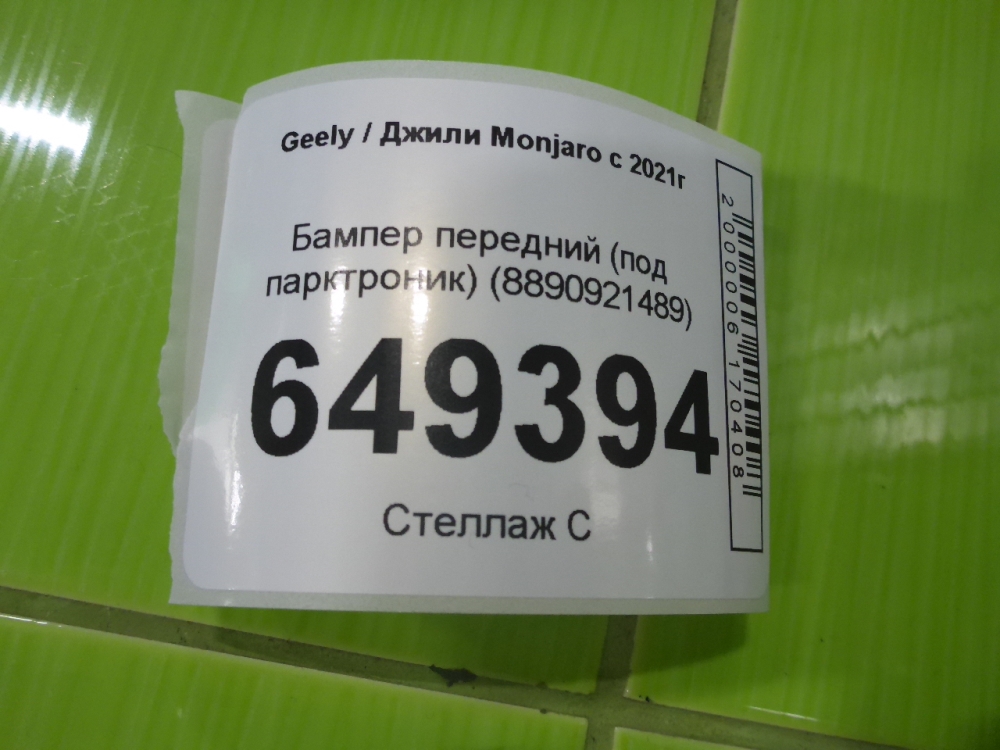 Geely / Джили Monjaro с 2021г
Бампер передний (под
парктроник) (8890921489)
649394
Стеллаж С
2000006170408